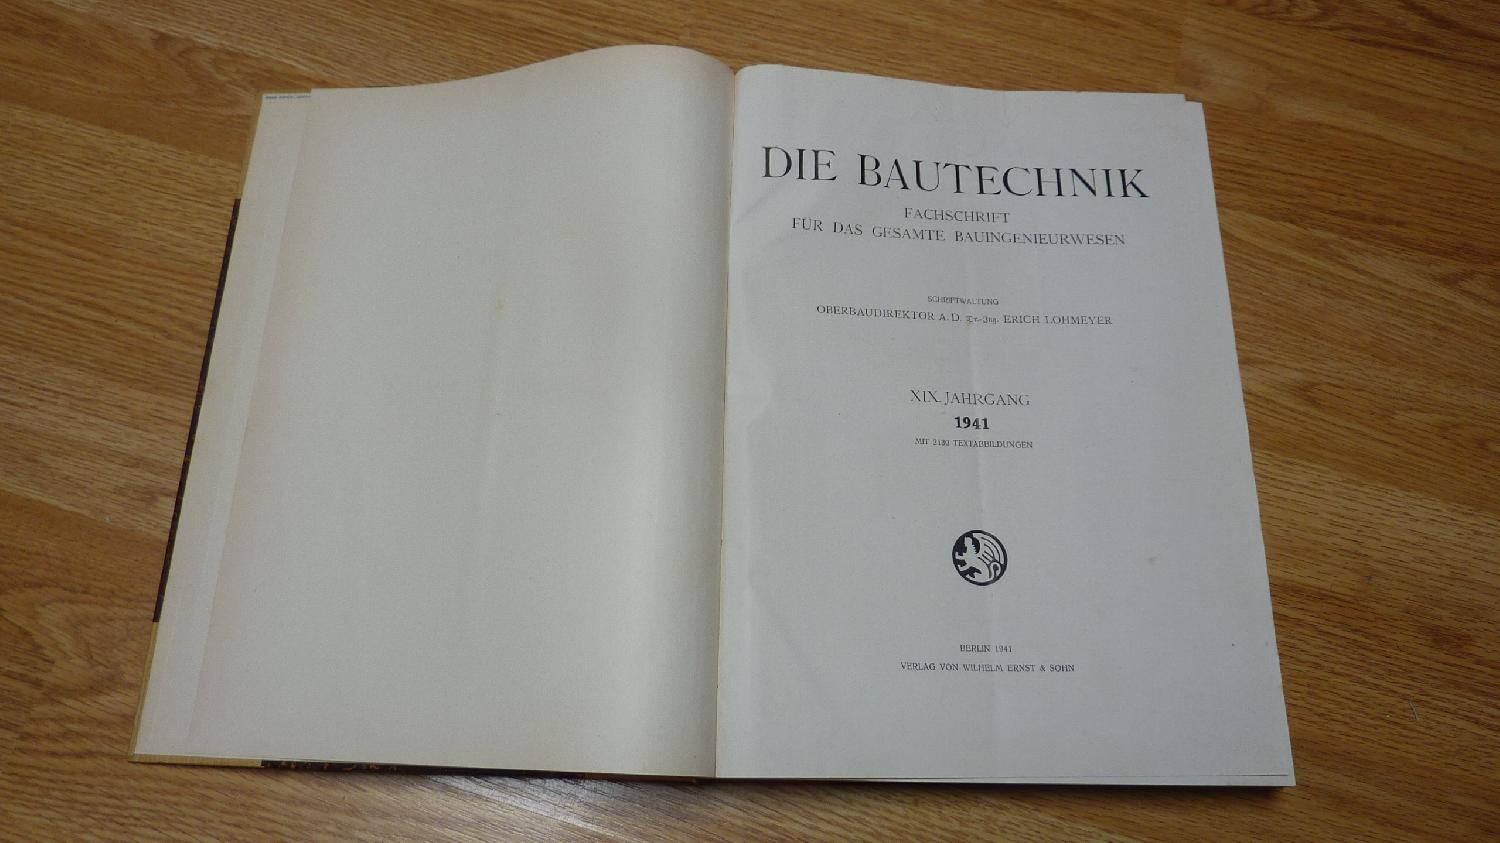 DIE BAUTECHNIK
FACHSCHRIFT
FÜR DAS GESAMTE BAUINGENIEURWESEN
SCHRIFTWALTUNG
OBERBAUDIREKTOR A. D. Dr.-Ing. ERICH LOHMEYER
XIX. JAHRGANG
1941
MIT 2130 TEXTABBILDUNGEN
BERLIN 1941
VERLAG VON WILHELM ERNST & SOHN